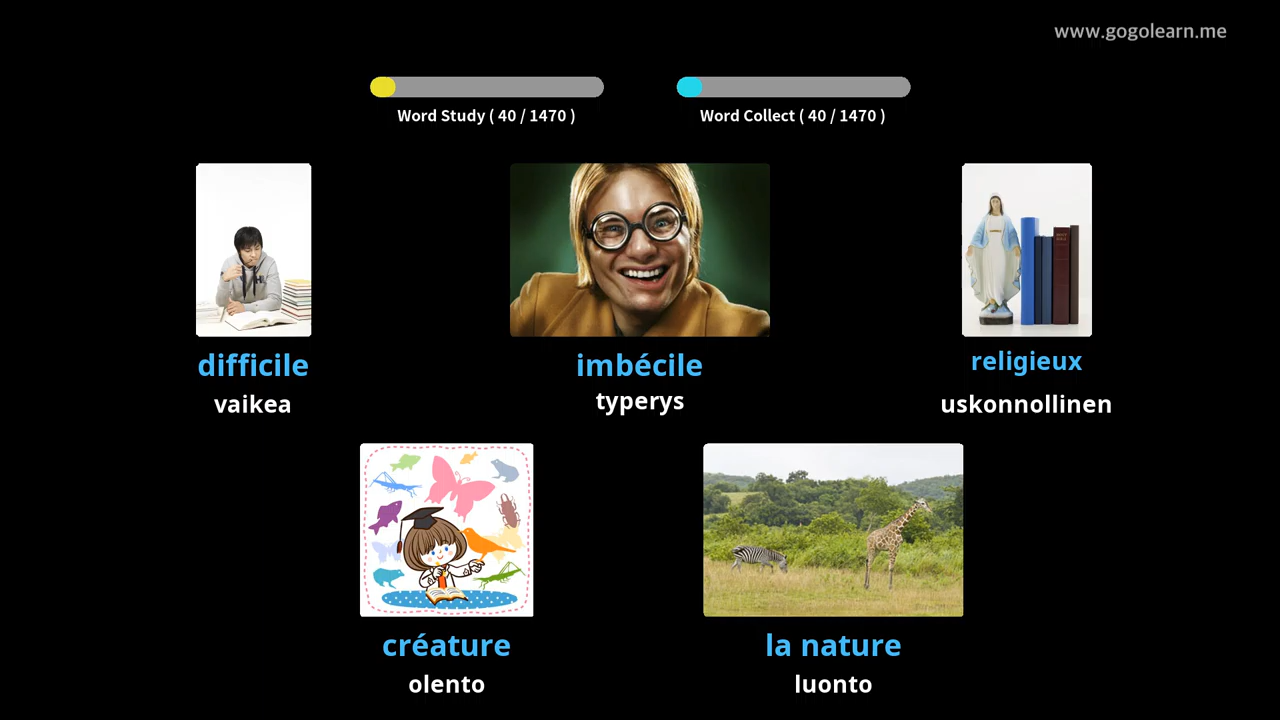 www.gogolearn.me
Word Study ( 40 / 1470 )
Word Collect ( 40 / 1470 )
difficile
vaikea
imbécile
typerys
religieux
uskonnollinen
créature
olento
la nature
luonto